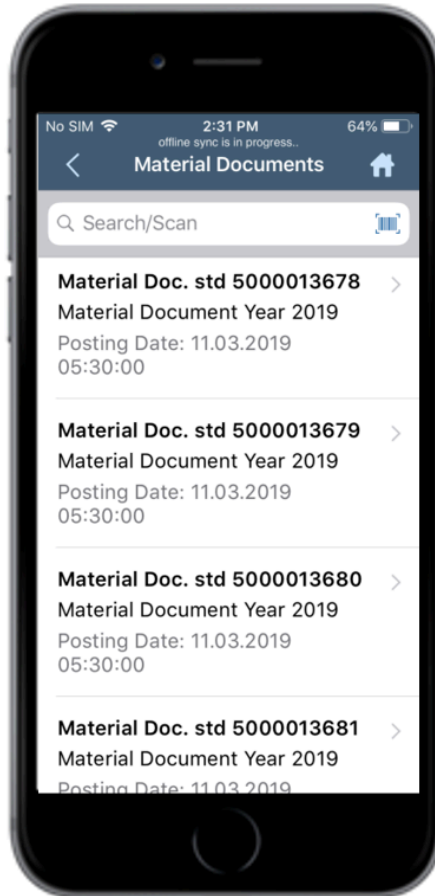 No SIM 2:31 PM 64%
offline sync is in progress..
Material Documents
Search/Scan
Material Doc. std 5000013678
Material Document Year 2019
Posting Date: 11.03.2019
05:30:00
Material Doc. std 5000013679
Material Document Year 2019
Posting Date: 11.03.2019
05:30:00
Material Doc. std 5000013680
Material Document Year 2019
Posting Date: 11.03.2019
05:30:00
Material Doc. std 5000013681
Material Document Year 2019
Posting Date: 11.03.2019